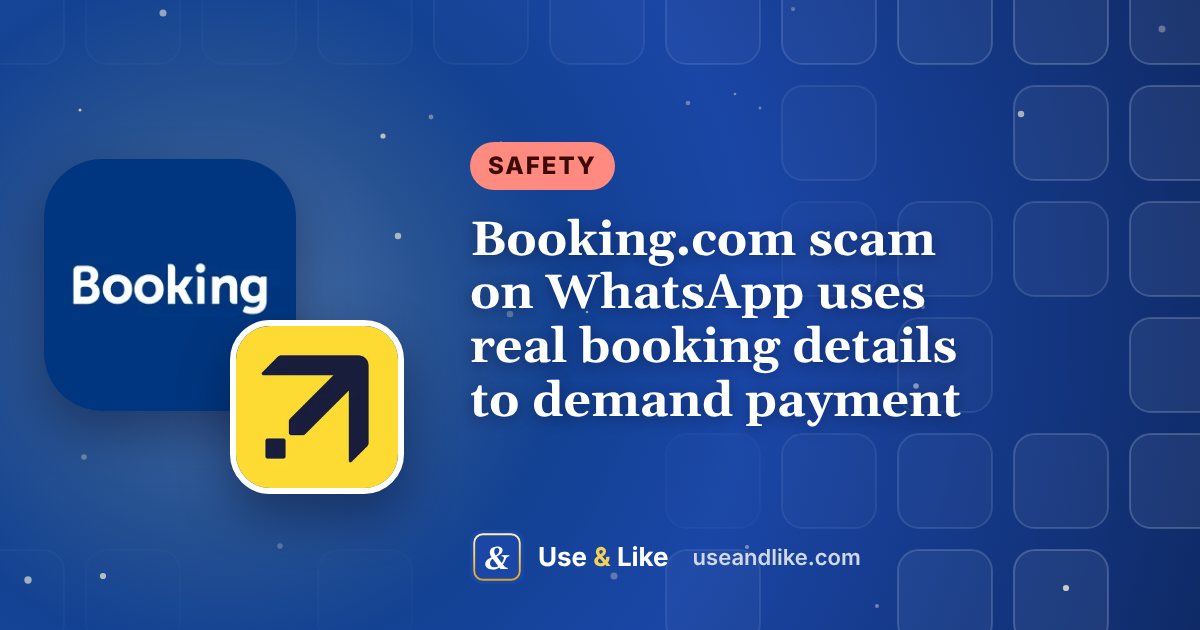 Booking
SAFETY
Booking.com scam
on WhatsApp uses
real booking details
to demand payment
& Use & Like useandlike.com